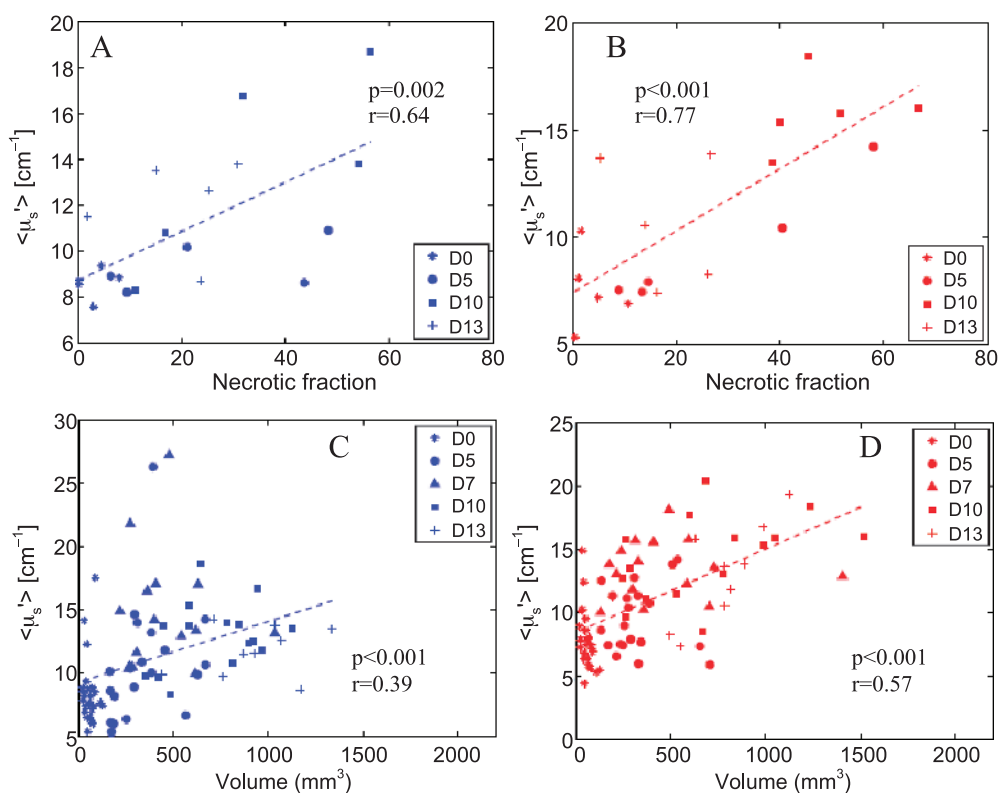 A
p=0.002
r=0.64
<μs'> [cm⁻¹]
20
18
16
14
12
10
8
6
0
20
40
60
80
Necrotic fraction
D0
D5
D10
D13
B
p<0.001
r=0.77
<μs'> [cm⁻¹]
20
15
10
5
0
20
40
60
80
Necrotic fraction
D0
D5
D10
D13
C
p<0.001
r=0.39
<μs'> [cm⁻¹]
30
25
20
15
10
5
0
500
1000
1500
2000
Volume (mm³)
D0
D5
D7
D10
D13
D
p<0.001
r=0.57
<μs'> [cm⁻¹]
25
20
15
10
5
0
0
500
1000
1500
2000
Volume (mm³)
D0
D5
D7
D10
D13